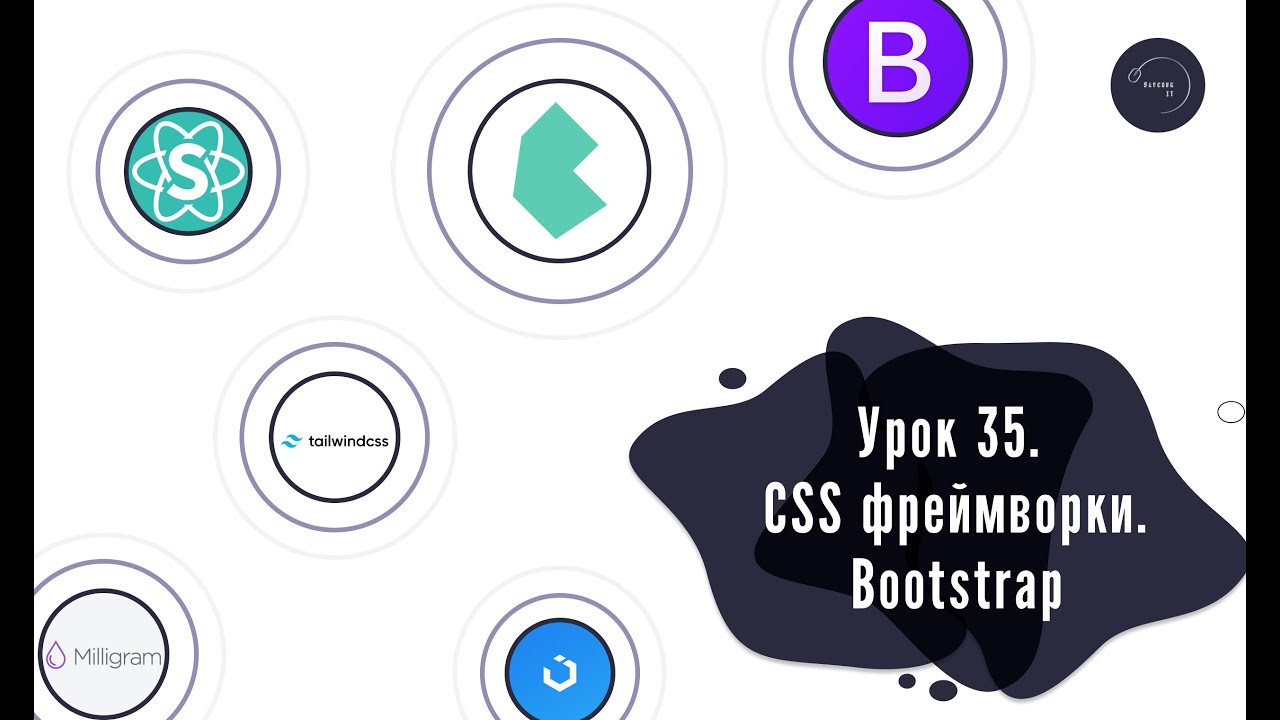 S
B
tailwindcss
Milligram
Урок 35.
CSS фреймворки.
Bootstrap